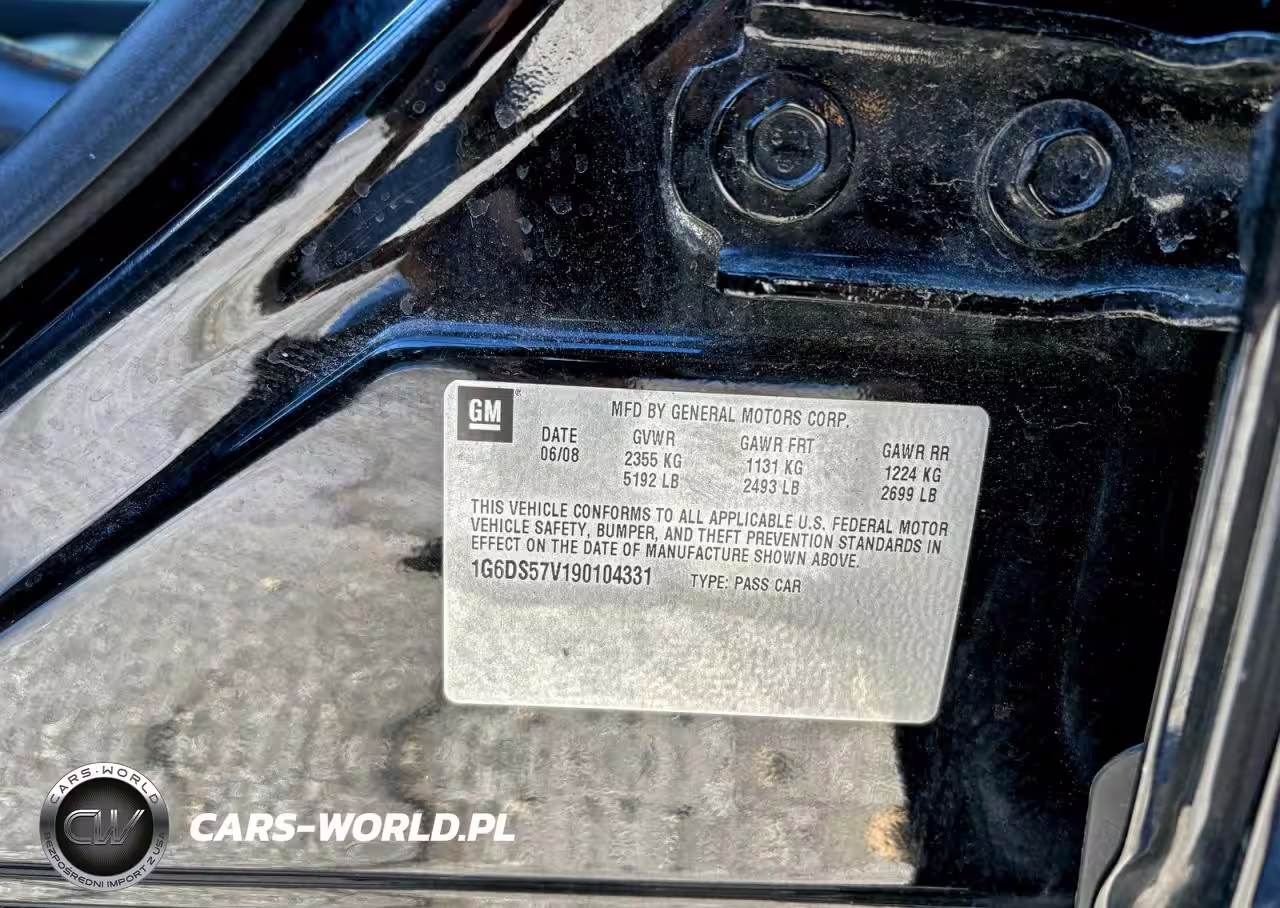 GM
MFD BY GENERAL MOTORS CORP.
DATE GVWR GAWR FRT GAWR RR
06/08 2355 KG 1131 KG 1224 KG
5192 LB 2493 LB 2699 LB
THIS VEHICLE CONFORMS TO ALL APPLICABLE U.S. FEDERAL MOTOR
VEHICLE SAFETY, BUMPER, AND THEFT PREVENTION STANDARDS IN
EFFECT ON THE DATE OF MANUFACTURE SHOWN ABOVE.
1G6DS57V190104331 TYPE: PASS CAR
CARS-WORLD
CW
BEZPOŚREDNI IMPORT Z USA
CARS-WORLD.PL